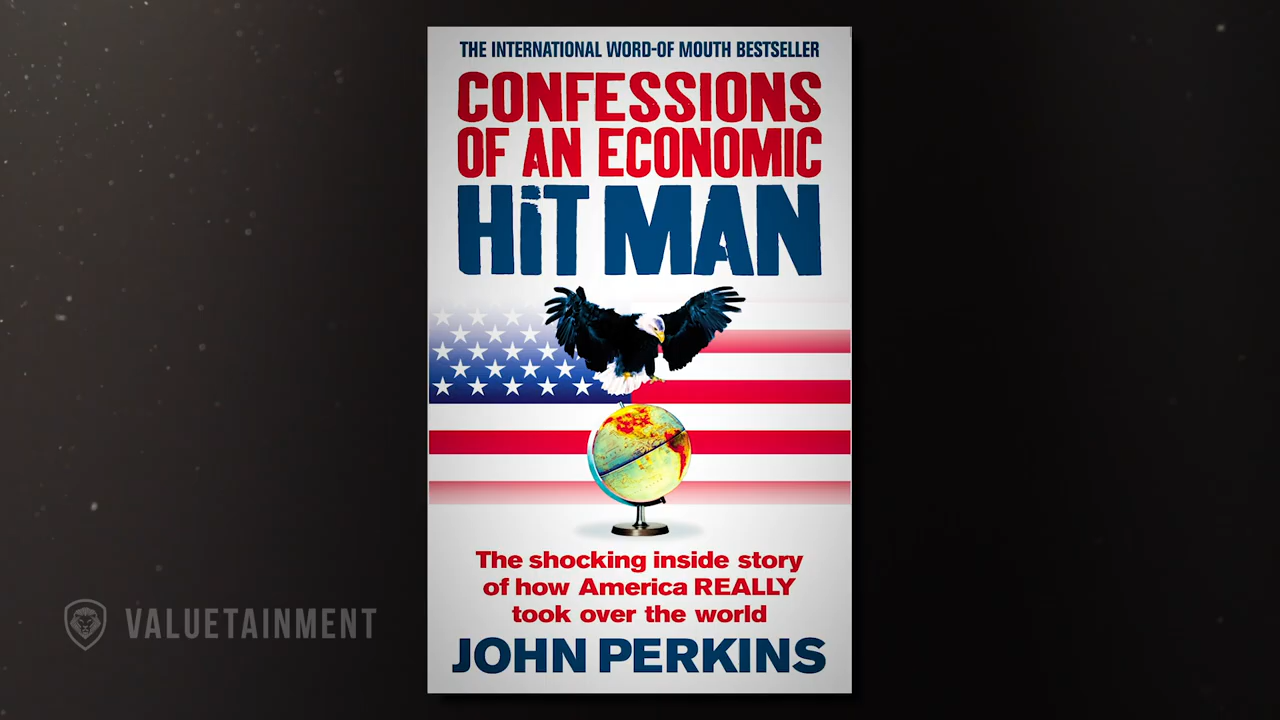 THE INTERNATIONAL WORD-OF MOUTH BESTSELLER
CONFESSIONS
OF AN ECONOMIC
HiT MAN
The shocking inside story
of how America REALLY
took over the world
JOHN PERKINS
VALUETAINMENT